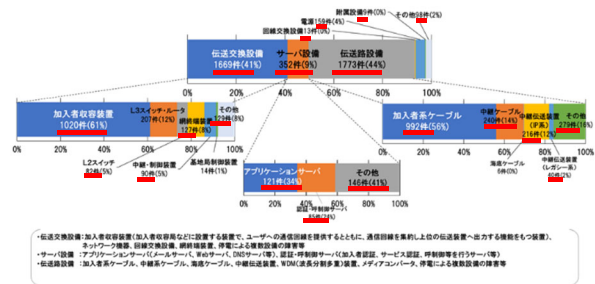 附属設備9件(0%)
電源159件(4%)
その他98件(2%)
回線交換設備13件(0%)
伝送交換設備
1669件(41%)
サーバ設備
352件(9%)
伝送路設備
1773件(44%)
0% 20% 40% 60% 80% 100%
加入者収容装置
1020件(61%)
L3スイッチ・ルータ
207件(12%)
網終端装置
127件(8%)
その他
129件(8%)
0% 20% 40% 60% 80% 100%
L2スイッチ
82件(5%)
中継・制御装置
90件(5%)
基地局制御装置
14件(1%)
加入者系ケーブル
992件(56%)
中継ケーブル
240件(14%)
中継伝送装置
(IP系)
216件(12%)
その他
279件(16%)
0% 20% 40% 60% 80% 100%
海底ケーブル
6件(0%)
中継伝送装置
(レガシー系)
40件(2%)
アプリケーションサーバ
121件(34%)
その他
146件(41%)
0% 20% 40% 60% 80% 100%
認証・呼制御サーバ
85件(24%)
・伝送交換設備：加入者収容装置（加入者収容局などに設置する装置で、ユーザへの通信回線を提供するとともに、通信回線を集約し上位の伝送装置へ出力する機能をもつ装置）、
ネットワーク機器、回線交換設備、網終端装置、停電による複数設備の障害等
・サーバ設備 ：アプリケーションサーバ（メールサーバ、Webサーバ、DNSサーバ等）、認証・呼制御サーバ（加入者認証、サービス認証、呼制御等を行うサーバ等）
・伝送路設備 ：加入者系ケーブル、中継系ケーブル、海底ケーブル、中継伝送装置、WDM（波長分割多重）装置、メディアコンバータ、停電による複数設備の障害等